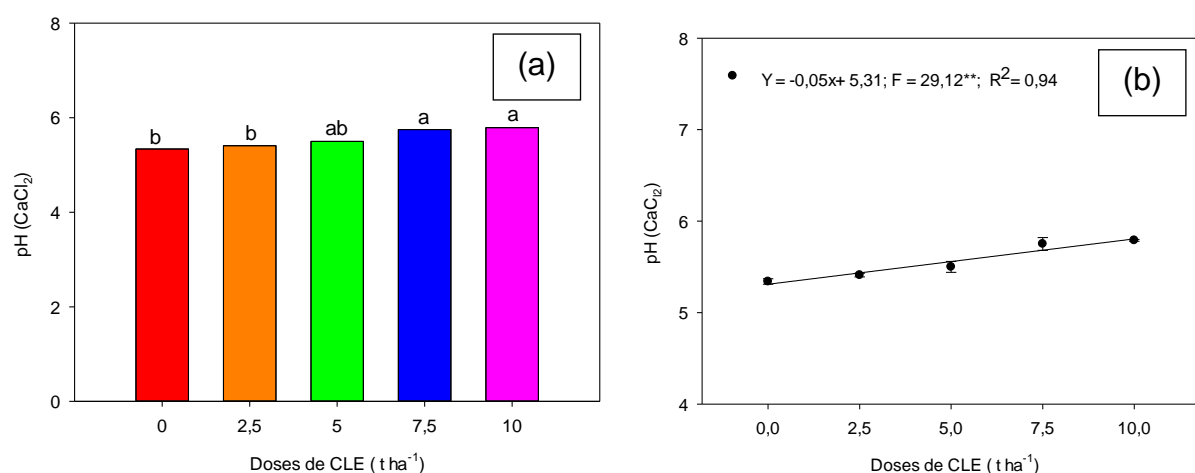 (a)
8
6
4
2
0
b b ab a a
0 2,5 5 7,5 10
pH (CaCl₂)
Doses de CLE ( t ha⁻¹)
(b)
Y = -0,05x+ 5,31; F = 29,12**; R²= 0,94
8
7
6
5
4
0,0 2,5 5,0 7,5 10,0
pH (CaC₁₂)
Doses de CLE ( t ha⁻¹)